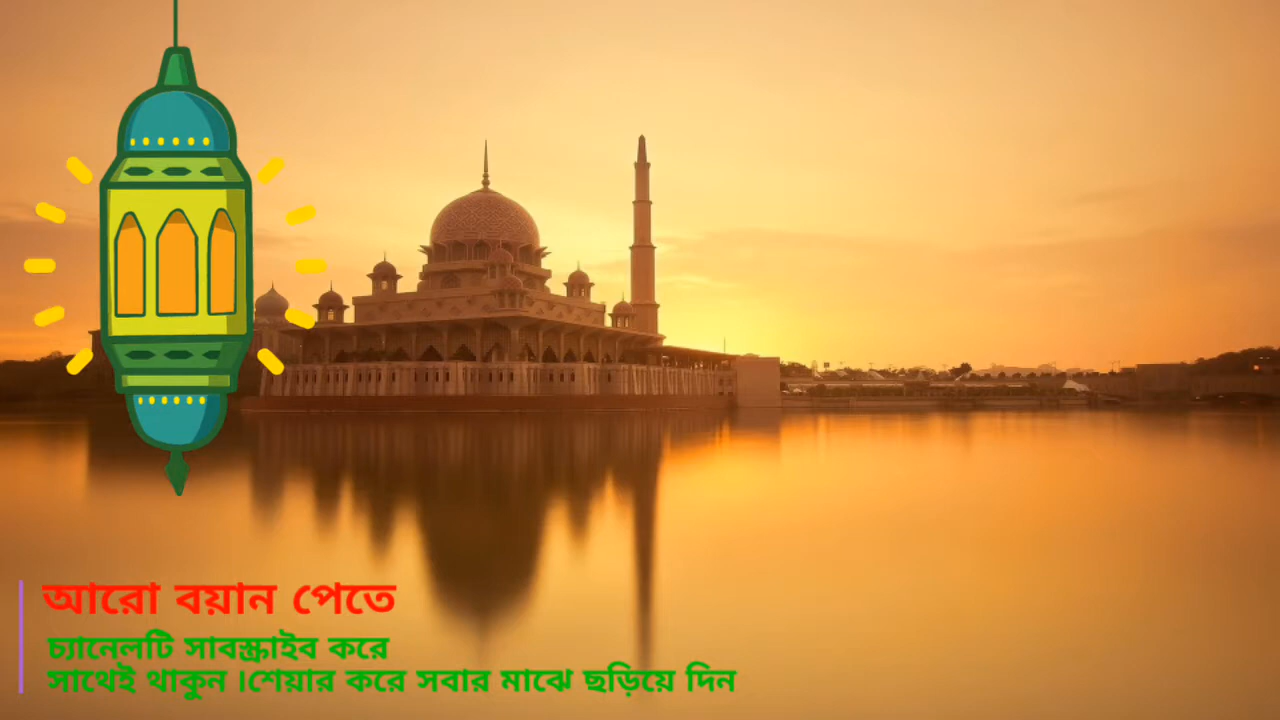 আরো বয়ান পেতে
চ্যানেলটি সাবস্ক্রাইব করে
সাথেই থাকুন ।শেয়ার করে সবার মাঝে ছড়িয়ে দিন